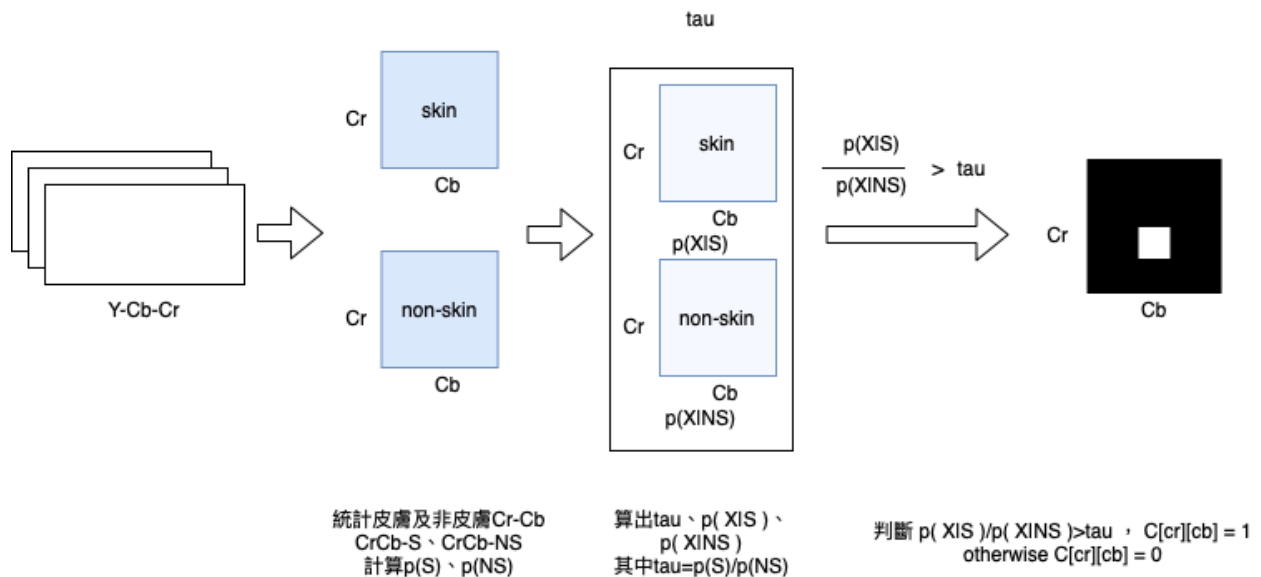 tau
Cr
skin
Cb
Cr
non-skin
Cb
Y-Cb-Cr
Cr
skin
Cb
p(XIS)
Cr
non-skin
Cb
p(XINS)
p(XIS)
p(XINS)
> tau
Cr
Cb
統計皮膚及非皮膚Cr-Cb
CrCb-S、CrCb-NS
計算p(S)、p(NS)
算出tau、p( XIS )、
p( XINS )
其中tau=p(S)/p(NS)
判斷 p( XIS )/p( XINS )>tau ， C[cr][cb] = 1
otherwise C[cr][cb] = 0